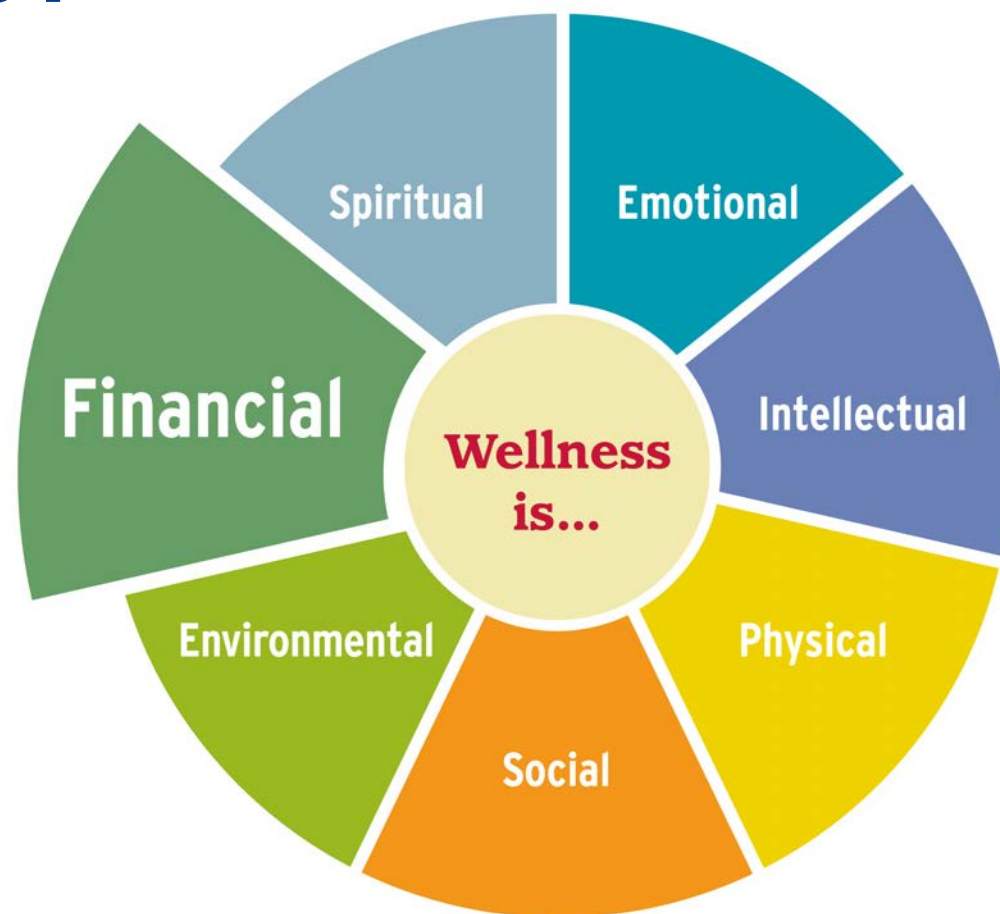 Spiritual
Emotional
Financial
Intellectual
Wellness
is...
Environmental
Physical
Social